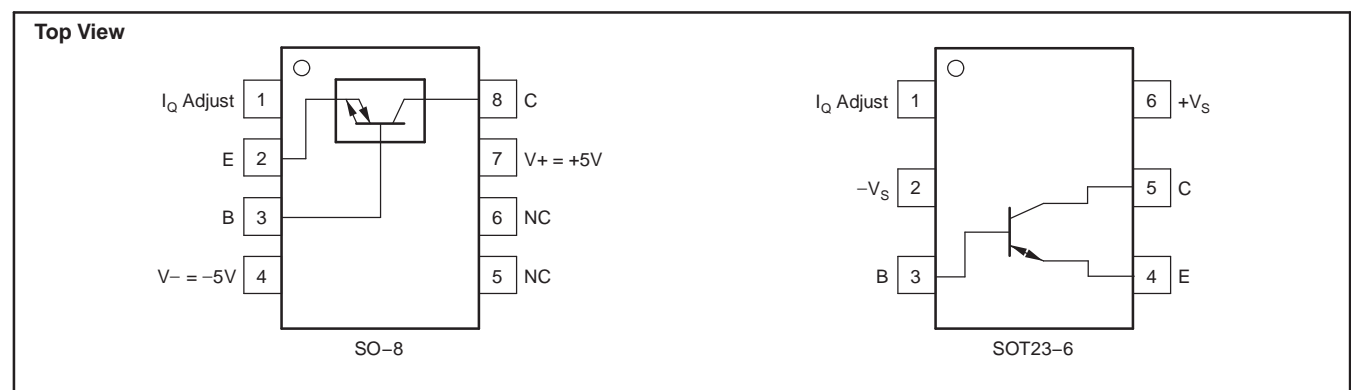 Top View
I_Q Adjust 1
E 2
B 3
V− = −5V 4
8 C
7 V+ = +5V
6 NC
5 NC
SO−8
I_Q Adjust 1
−V_S 2
B 3
6 +V_S
5 C
4 E
SOT23−6